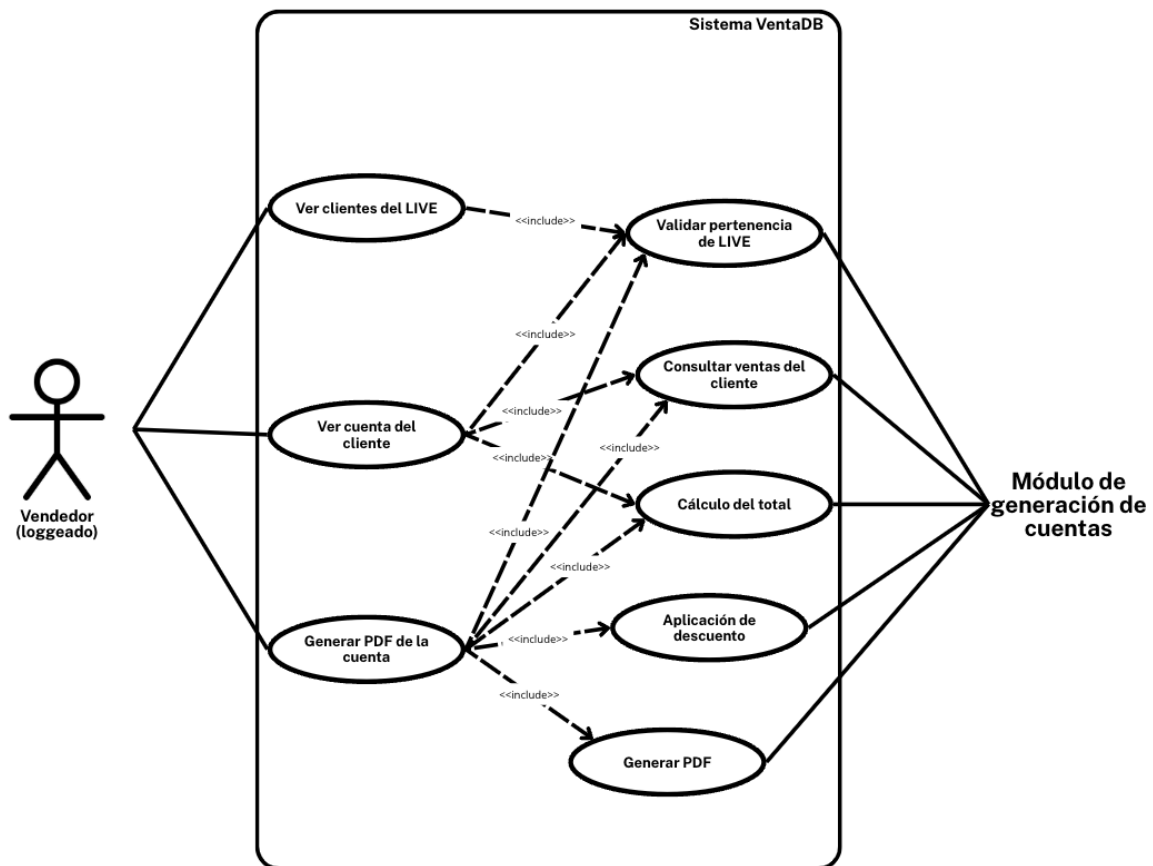 Sistema VentaDB
Ver clientes del LIVE
<<include>>
Validar pertenencia
de LIVE
<<include>>
Consultar ventas del
cliente
<<include>>
Ver cuenta del
cliente
<<include>>
<<include>>
Cálculo del total
Módulo de
generación de
cuentas
Vendedor
(loggeado)
<<include>>
<<include>>
Aplicación de
descuento
<<include>>
Generar PDF de la
cuenta
<<include>>
Generar PDF